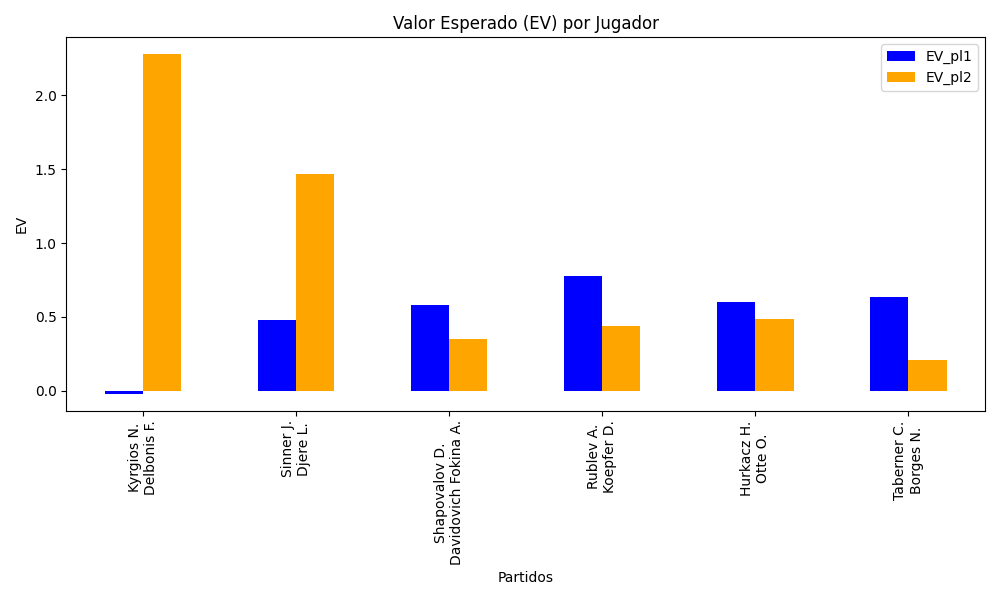 Valor Esperado (EV) por Jugador
EV_pl1
EV_pl2
EV
2.0
1.5
1.0
0.5
0.0
Kyrgios N.
Delbonis F.
Sinner J.
Djere L.
Shapovalov D.
Davidovich Fokina A.
Rublev A.
Koepfer D.
Hurkacz H.
Otte O.
Taberner C.
Borges N.
Partidos